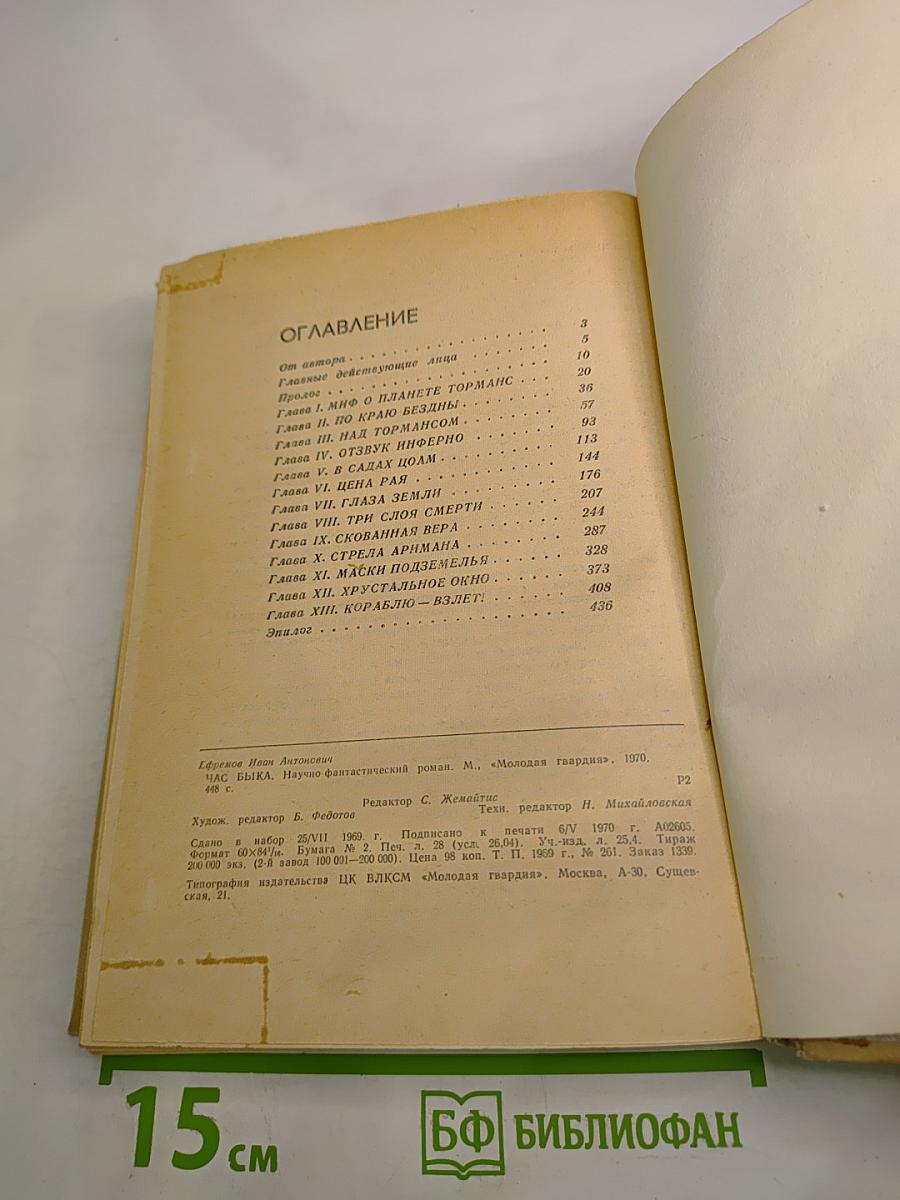 ОГЛАВЛЕНИЕ
От автора . . . . . . . . . . . . . . . . . 3
Главные действующие лица . . . . . . 5
Пролог . . . . . . . . . . . . . . . . . . 10
Глава I. МИФ О ПЛАНЕТЕ ТОРМАНС . . . 20
Глава II. ПО КРАЮ БЕЗДНЫ . . . . . . . 36
Глава III. НАД ТОРМАНСОМ . . . . . . . 57
Глава IV. ОТЗВУК ИНФЕРНО . . . . . . . 93
Глава V. В САДАХ ЦОАМ . . . . . . . . . 113
Глава VI. ЦЕНА РАЯ . . . . . . . . . . . 144
Глава VII. ГЛАЗА ЗЕМЛИ . . . . . . . . . 176
Глава VIII. ТРИ СЛОЯ СМЕРТИ . . . . . . 207
Глава IX. СКОВАННАЯ ВЕРА . . . . . . . . 244
Глава X. СТРЕЛА АРИМАНА . . . . . . . . 287
Глава XI. МАСКИ ПОДЗЕМЕЛЬЯ . . . . . . 328
Глава XII. ХРУСТАЛЬНОЕ ОКНО . . . . . . 373
Глава XIII. КОРАБЛЮ — ВЗЛЕТ! . . . . . . 408
Эпилог . . . . . . . . . . . . . . . . . . 436
Ефремов Иван Антонович
ЧАС БЫКА. Научно-фантастический роман. М., «Молодая гвардия», 1970.
448 с.
Р2
Редактор С. Жемайтис
Худож. редактор Б. Федотов Техн. редактор Н. Михайловская
Сдано в набор 25/VII 1969 г. Подписано к печати 6/V 1970 г. А02605.
Формат 60×84¹/₁₆. Бумага № 2. Печ. л. 28 (усл. 26,04). Уч.-изд. л. 25,4. Тираж
200 000 экз. (2-й завод 100 001—200 000). Цена 98 коп. Т. П. 1969 г., № 261. Заказ 1339.
Типография издательства ЦК ВЛКСМ «Молодая гвардия». Москва, А-30, Сущев-
ская, 21.
15 см
БФ БИБЛИОФАН